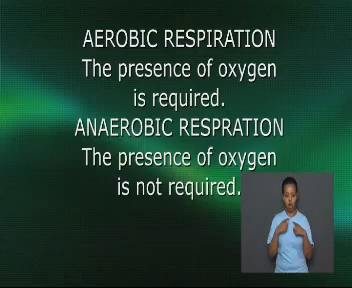 AEROBIC RESPIRATION
The presence of oxygen
is required.
ANAEROBIC RESPRATION
The presence of oxygen
is not required.